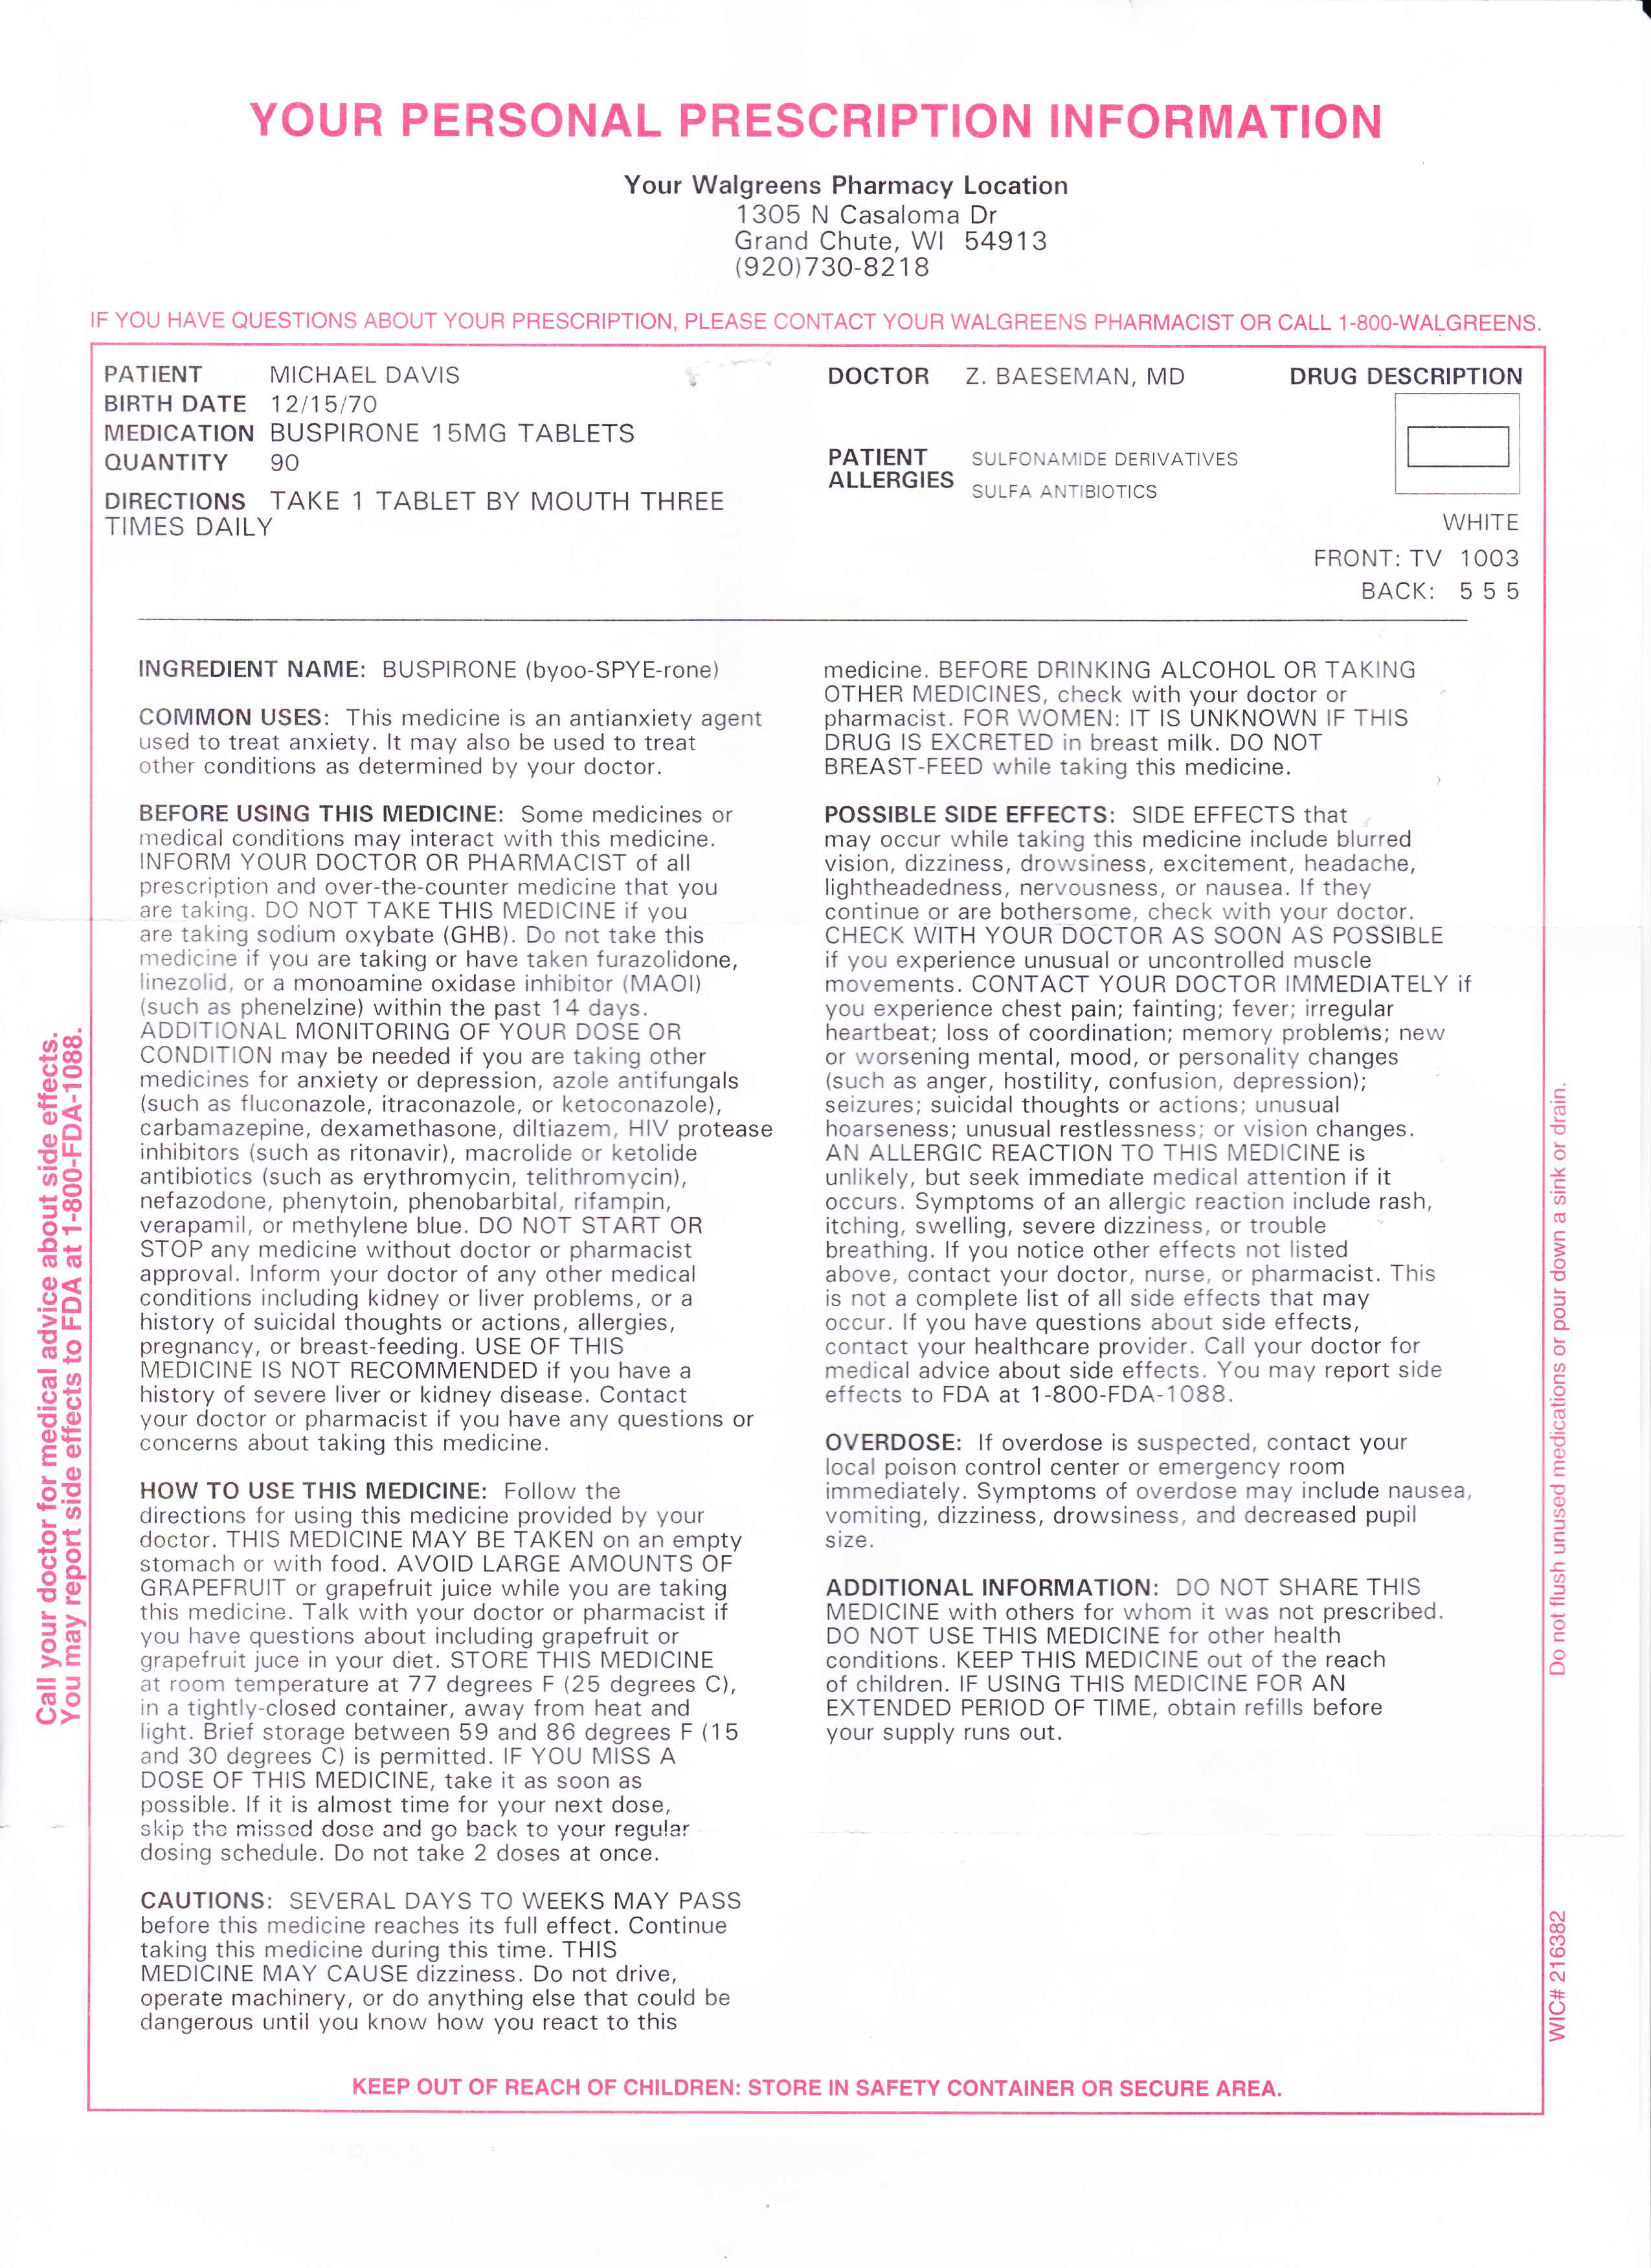 YOUR PERSONAL PRESCRIPTION INFORMATION
Your Walgreens Pharmacy Location
1305 N Casaloma Dr
Grand Chute, WI 54913
(920)730-8218
IF YOU HAVE QUESTIONS ABOUT YOUR PRESCRIPTION, PLEASE CONTACT YOUR WALGREENS PHARMACIST OR CALL 1-800-WALGREENS.
PATIENT MICHAEL DAVIS
BIRTH DATE 12/15/70
MEDICATION BUSPIRONE 15MG TABLETS
QUANTITY 90
DIRECTIONS TAKE 1 TABLET BY MOUTH THREE
TIMES DAILY
DOCTOR Z. BAESEMAN, MD
PATIENT
ALLERGIES
SULFONAMIDE DERIVATIVES
SULFA ANTIBIOTICS
DRUG DESCRIPTION
WHITE
FRONT: TV 1003
BACK: 5 5 5
INGREDIENT NAME: BUSPIRONE (byoo-SPYE-rone)
COMMON USES: This medicine is an antianxiety agent
used to treat anxiety. It may also be used to treat
other conditions as determined by your doctor.
BEFORE USING THIS MEDICINE: Some medicines or
medical conditions may interact with this medicine.
INFORM YOUR DOCTOR OR PHARMACIST of all
prescription and over-the-counter medicine that you
are taking. DO NOT TAKE THIS MEDICINE if you
are taking sodium oxybate (GHB). Do not take this
medicine if you are taking or have taken furazolidone,
linezolid, or a monoamine oxidase inhibitor (MAOI)
(such as phenelzine) within the past 14 days.
ADDITIONAL MONITORING OF YOUR DOSE OR
CONDITION may be needed if you are taking other
medicines for anxiety or depression, azole antifungals
(such as fluconazole, itraconazole, or ketoconazole),
carbamazepine, dexamethasone, diltiazem, HIV protease
inhibitors (such as ritonavir), macrolide or ketolide
antibiotics (such as erythromycin, telithromycin),
nefazodone, phenytoin, phenobarbital, rifampin,
verapamil, or methylene blue. DO NOT START OR
STOP any medicine without doctor or pharmacist
approval. Inform your doctor of any other medical
conditions including kidney or liver problems, or a
history of suicidal thoughts or actions, allergies,
pregnancy, or breast-feeding. USE OF THIS
MEDICINE IS NOT RECOMMENDED if you have a
history of severe liver or kidney disease. Contact
your doctor or pharmacist if you have any questions or
concerns about taking this medicine.
HOW TO USE THIS MEDICINE: Follow the
directions for using this medicine provided by your
doctor. THIS MEDICINE MAY BE TAKEN on an empty
stomach or with food. AVOID LARGE AMOUNTS OF
GRAPEFRUIT or grapefruit juice while you are taking
this medicine. Talk with your doctor or pharmacist if
you have questions about including grapefruit or
grapefruit juce in your diet. STORE THIS MEDICINE
at room temperature at 77 degrees F (25 degrees C),
in a tightly-closed container, away from heat and
light. Brief storage between 59 and 86 degrees F (15
and 30 degrees C) is permitted. IF YOU MISS A
DOSE OF THIS MEDICINE, take it as soon as
possible. If it is almost time for your next dose,
skip the missed dose and go back to your regular
dosing schedule. Do not take 2 doses at once.
CAUTIONS: SEVERAL DAYS TO WEEKS MAY PASS
before this medicine reaches its full effect. Continue
taking this medicine during this time. THIS
MEDICINE MAY CAUSE dizziness. Do not drive,
operate machinery, or do anything else that could be
dangerous until you know how you react to this
medicine. BEFORE DRINKING ALCOHOL OR TAKING
OTHER MEDICINES, check with your doctor or
pharmacist. FOR WOMEN: IT IS UNKNOWN IF THIS
DRUG IS EXCRETED in breast milk. DO NOT
BREAST-FEED while taking this medicine.
POSSIBLE SIDE EFFECTS: SIDE EFFECTS that
may occur while taking this medicine include blurred
vision, dizziness, drowsiness, excitement, headache,
lightheadedness, nervousness, or nausea. If they
continue or are bothersome, check with your doctor.
CHECK WITH YOUR DOCTOR AS SOON AS POSSIBLE
if you experience unusual or uncontrolled muscle
movements. CONTACT YOUR DOCTOR IMMEDIATELY if
you experience chest pain; fainting; fever; irregular
heartbeat; loss of coordination; memory problems; new
or worsening mental, mood, or personality changes
(such as anger, hostility, confusion, depression);
seizures; suicidal thoughts or actions; unusual
hoarseness; unusual restlessness; or vision changes.
AN ALLERGIC REACTION TO THIS MEDICINE is
unlikely, but seek immediate medical attention if it
occurs. Symptoms of an allergic reaction include rash,
itching, swelling, severe dizziness, or trouble
breathing. If you notice other effects not listed
above, contact your doctor, nurse, or pharmacist. This
is not a complete list of all side effects that may
occur. If you have questions about side effects,
contact your healthcare provider. Call your doctor for
medical advice about side effects. You may report side
effects to FDA at 1-800-FDA-1088.
OVERDOSE: If overdose is suspected, contact your
local poison control center or emergency room
immediately. Symptoms of overdose may include nausea,
vomiting, dizziness, drowsiness, and decreased pupil
size.
ADDITIONAL INFORMATION: DO NOT SHARE THIS
MEDICINE with others for whom it was not prescribed.
DO NOT USE THIS MEDICINE for other health
conditions. KEEP THIS MEDICINE out of the reach
of children. IF USING THIS MEDICINE FOR AN
EXTENDED PERIOD OF TIME, obtain refills before
your supply runs out.
KEEP OUT OF REACH OF CHILDREN: STORE IN SAFETY CONTAINER OR SECURE AREA.
Call your doctor for medical advice about side effects.
You may report side effects to FDA at 1-800-FDA-1088.
Do not flush unused medications or pour down a sink or drain.
WIC# 216382